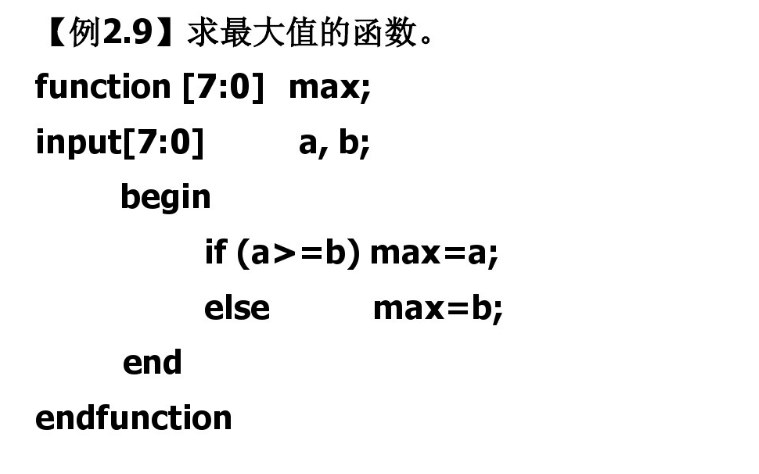 【例2.9】求最大值的函数。
function [7:0] max;
input[7:0] a, b;
begin
if (a>=b) max=a;
else max=b;
end
endfunction